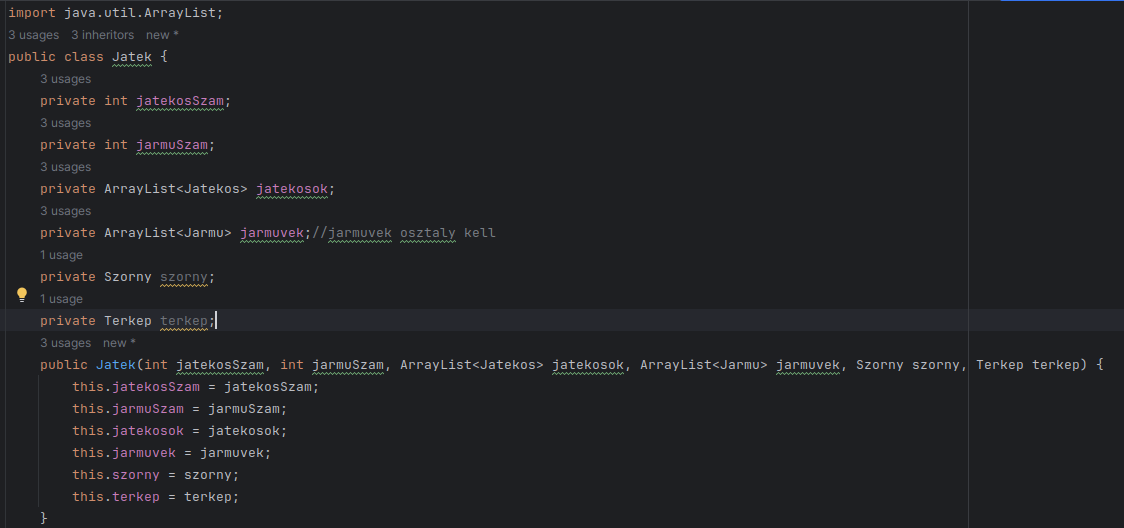 import java.util.ArrayList;
3 usages 3 inheritors new *
public class Jatek {
3 usages
private int jatekosSzam;
3 usages
private int jarmuSzam;
3 usages
private ArrayList<Jatekos> jatekosok;
3 usages
private ArrayList<Jarmu> jarmuvek;//jarmuvek osztaly kell
1 usage
private Szorny szorny;
1 usage
private Terkep terkep;
3 usages new *
public Jatek(int jatekosSzam, int jarmuSzam, ArrayList<Jatekos> jatekosok, ArrayList<Jarmu> jarmuvek, Szorny szorny, Terkep terkep) {
this.jatekosSzam = jatekosSzam;
this.jarmuSzam = jarmuSzam;
this.jatekosok = jatekosok;
this.jarmuvek = jarmuvek;
this.szorny = szorny;
this.terkep = terkep;
}